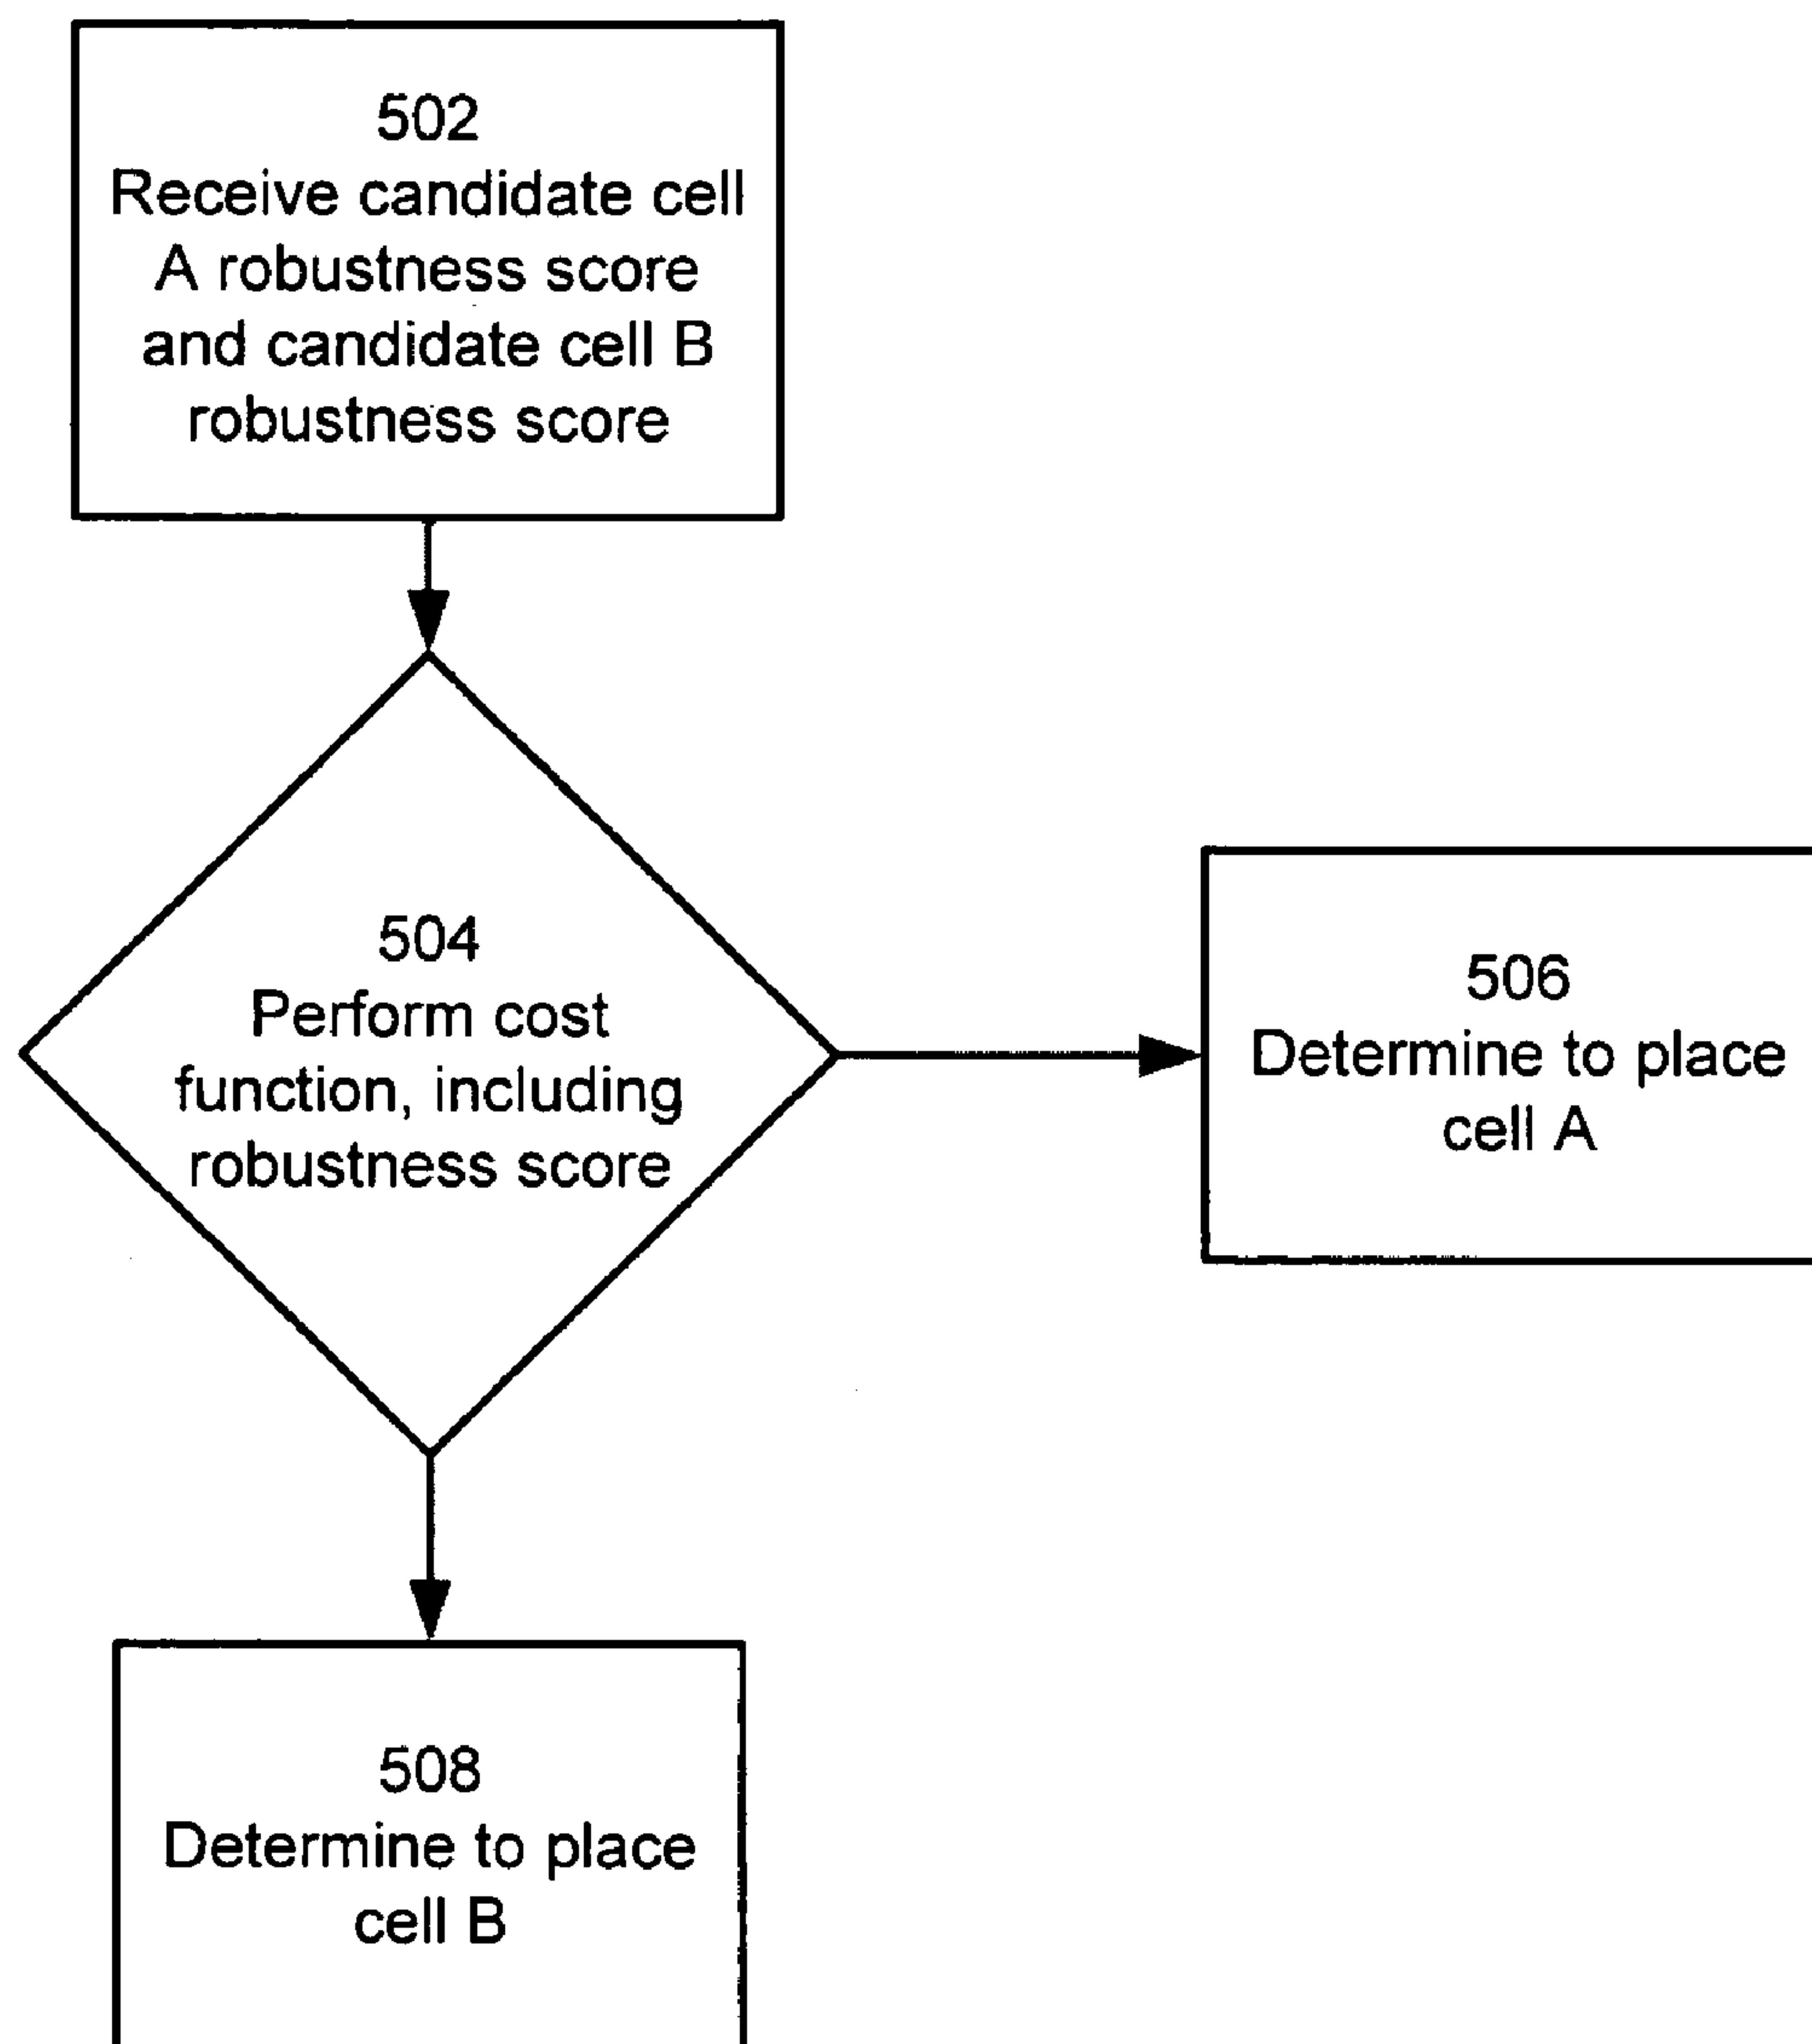 502
Receive candidate cell
A robustness score
and candidate cell B
robustness score
504
Perform cost
function, including
robustness score
506
Determine to place
cell A
508
Determine to place
cell B